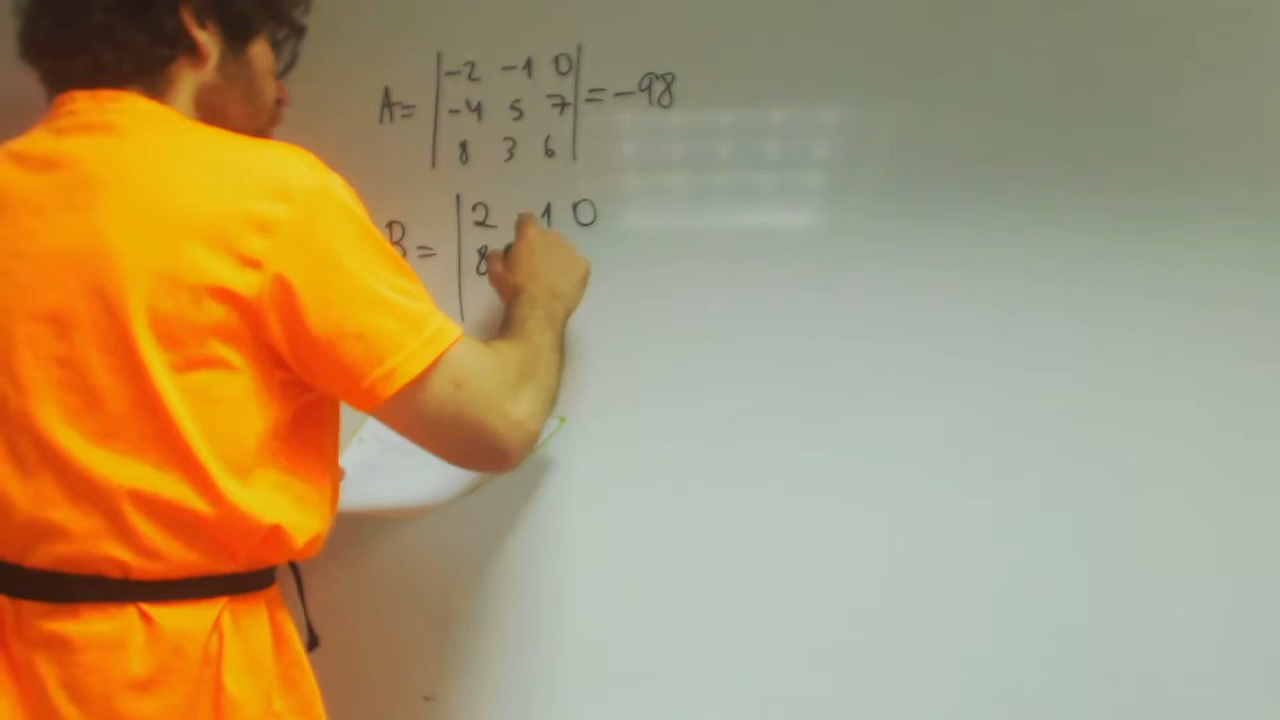 A = | -2 -1 0 | = -98
| -4 5 7 |
| 8 3 6 |
B = | 2 1 0
| 8